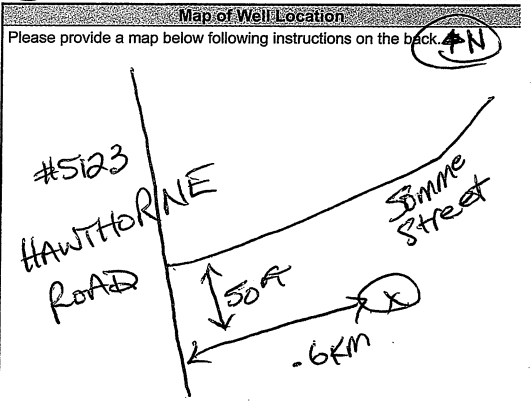 Map of Well Location
Please provide a map below following instructions on the back.
N
#5123
HAWTHORNE
ROAD
Somme
Street
50ft
X
.6KM